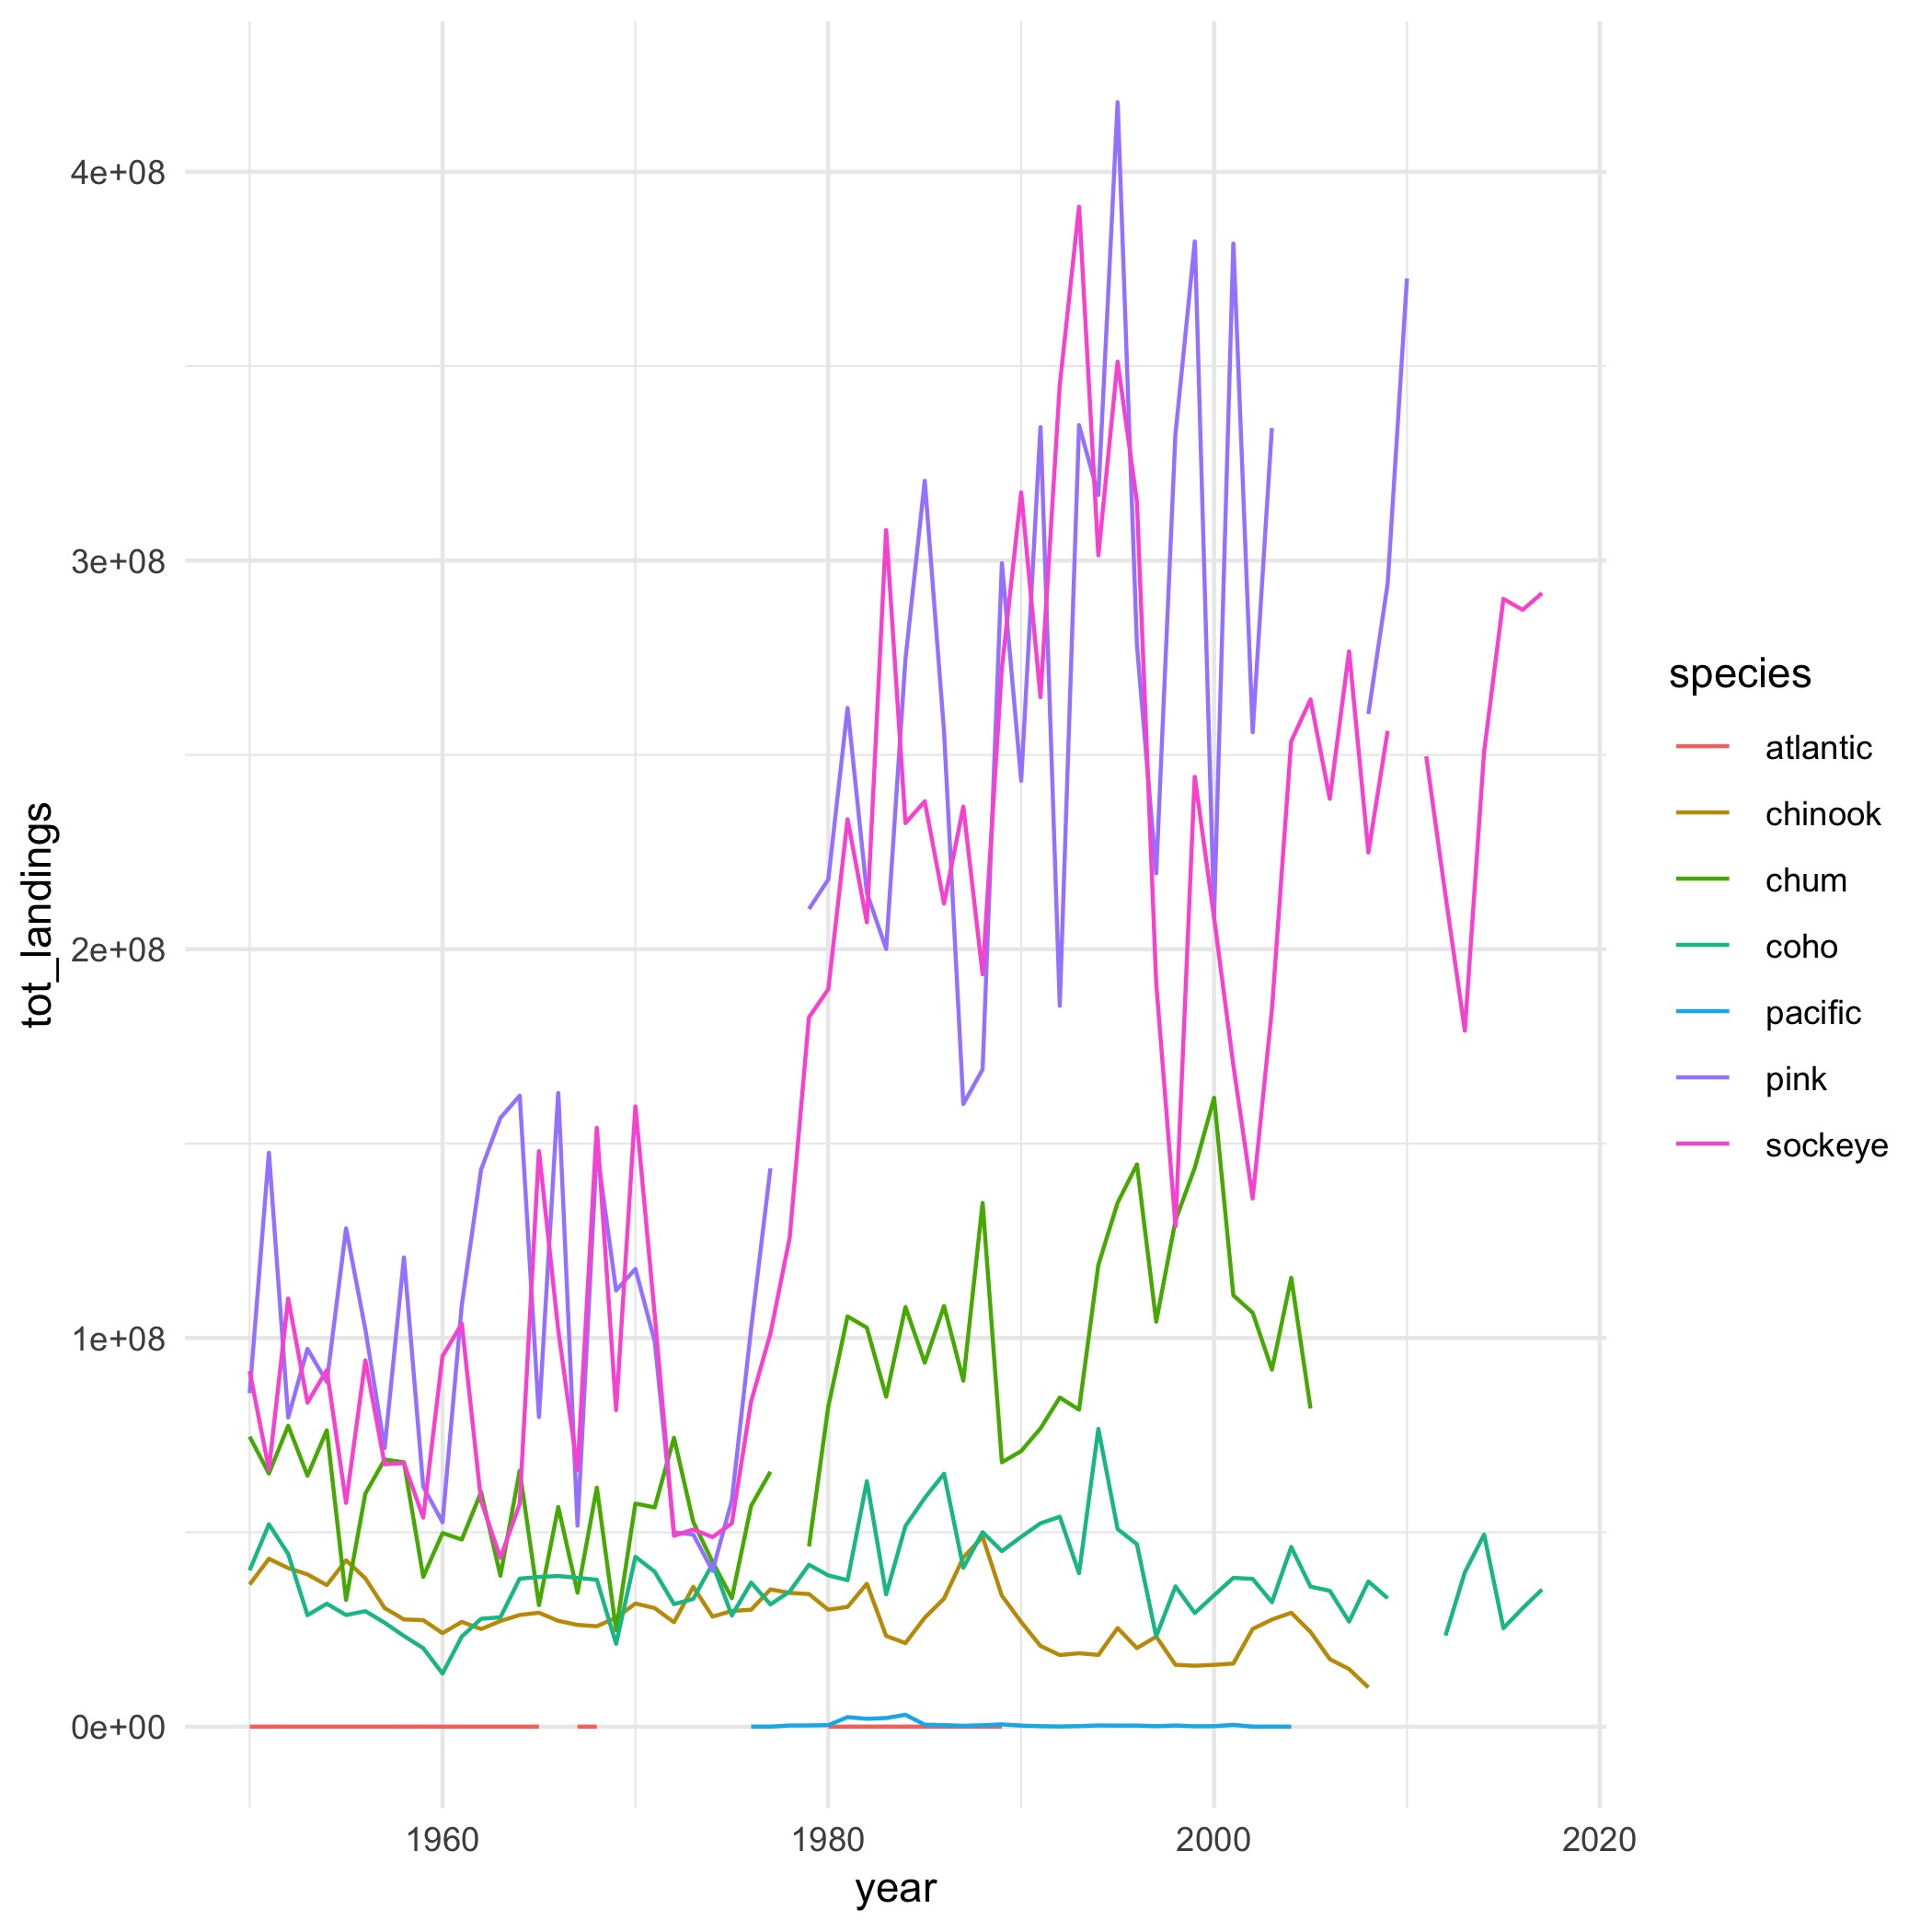 4e+08
3e+08
2e+08
1e+08
0e+00
tot_landings
1960 1980 2000 2020
year
species
atlantic
chinook
chum
coho
pacific
pink
sockeye